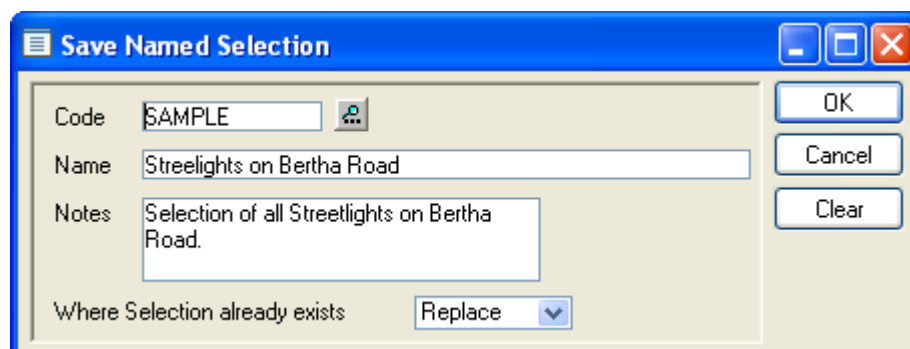 Save Named Selection
Code SAMPLE OK
Name Streelights on Bertha Road Cancel
Notes Selection of all Streetlights on Bertha Clear
Road.
Where Selection already exists Replace